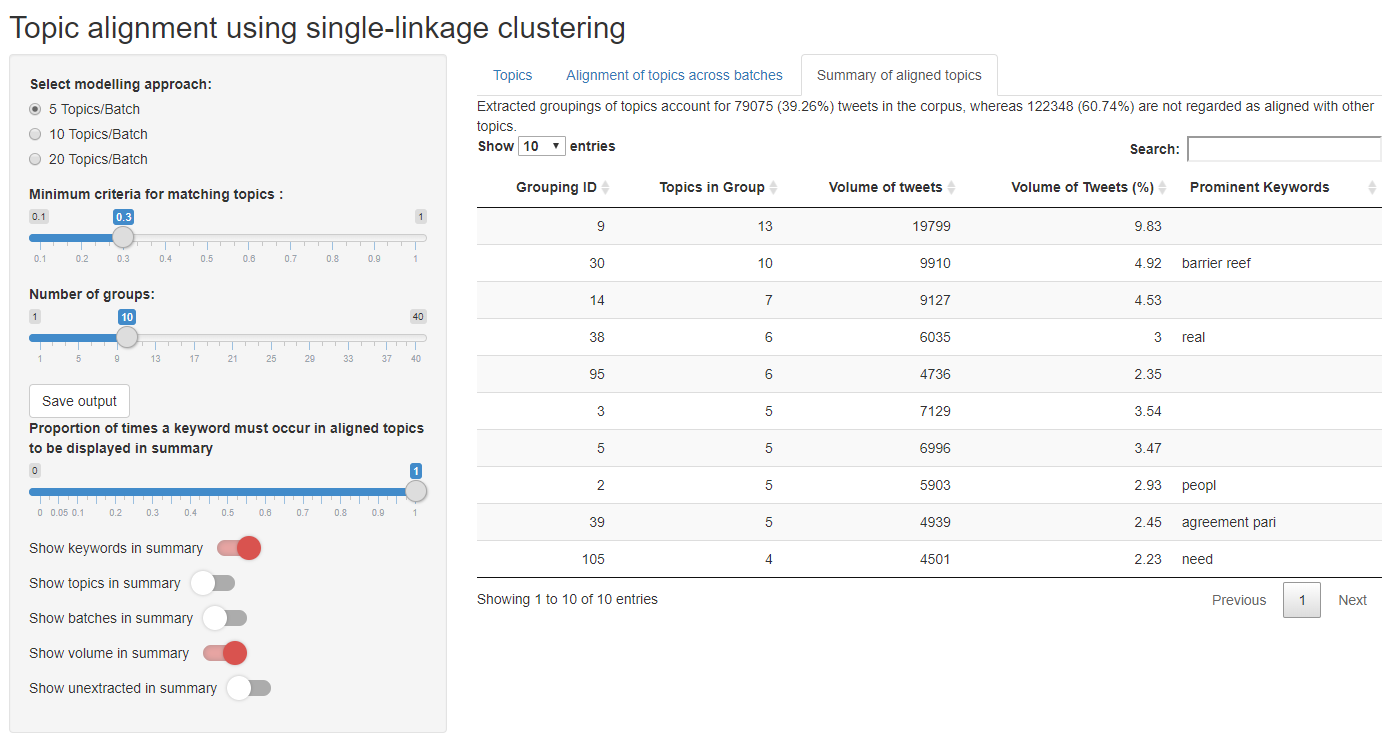 Topic alignment using single-linkage clustering
Select modelling approach:
5 Topics/Batch
10 Topics/Batch
20 Topics/Batch
Minimum criteria for matching topics :
0.1 0.3 1
0.1 0.2 0.3 0.4 0.5 0.6 0.7 0.8 0.9 1
Number of groups:
1 10 40
1 5 9 13 17 21 25 29 33 37 40
Save output
Proportion of times a keyword must occur in aligned topics
to be displayed in summary
0 1
0 0.05 0.1 0.2 0.3 0.4 0.5 0.6 0.7 0.8 0.9 1
Show keywords in summary
Show topics in summary
Show batches in summary
Show volume in summary
Show unextracted in summary
Topics Alignment of topics across batches Summary of aligned topics
Extracted groupings of topics account for 79075 (39.26%) tweets in the corpus, whereas 122348 (60.74%) are not regarded as aligned with other
topics.
Show 10 entries
Search:
Grouping ID Topics in Group Volume of tweets Volume of Tweets (%) Prominent Keywords
9 13 19799 9.83
30 10 9910 4.92 barrier reef
14 7 9127 4.53
38 6 6035 3 real
95 6 4736 2.35
3 5 7129 3.54
5 5 6996 3.47
2 5 5903 2.93 peopl
39 5 4939 2.45 agreement pari
105 4 4501 2.23 need
Showing 1 to 10 of 10 entries
Previous 1 Next